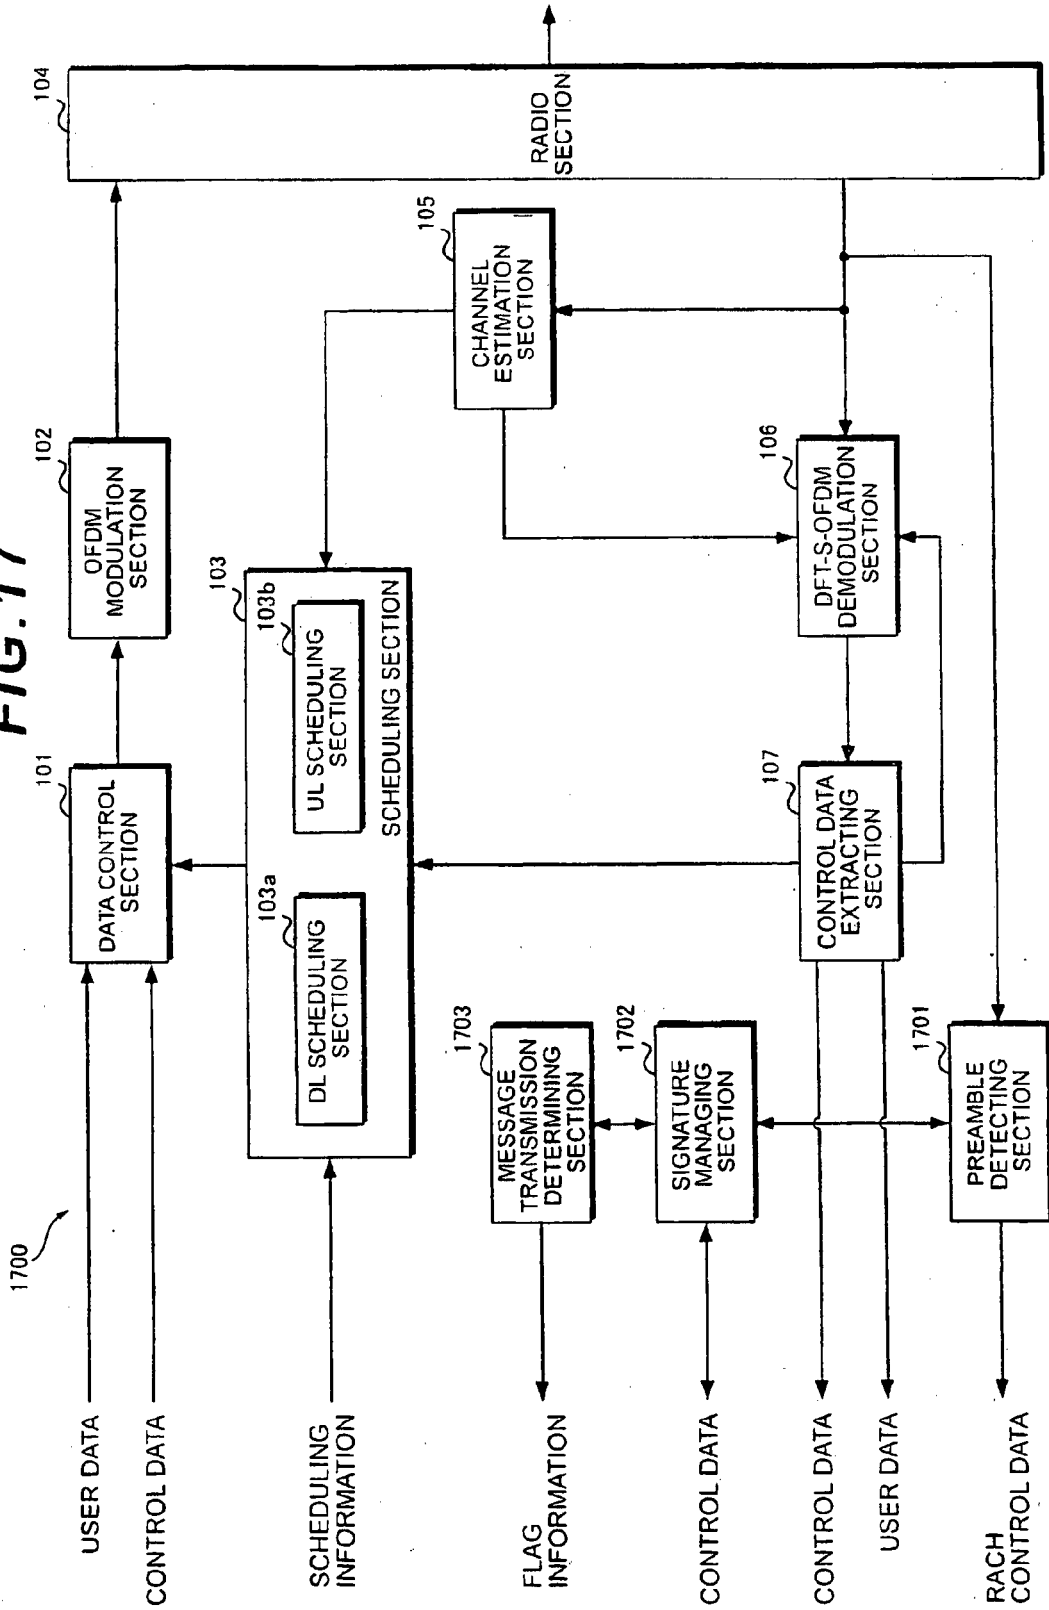 FIG.17
1700
USER DATA
CONTROL DATA
101
DATA CONTROL
SECTION
102
OFDM
MODULATION
SECTION
104
RADIO
SECTION
SCHEDULING
INFORMATION
103
103a
DL SCHEDULING
SECTION
103b
UL SCHEDULING
SECTION
SCHEDULING SECTION
105
CHANNEL
ESTIMATION
SECTION
FLAG
INFORMATION
1703
MESSAGE
TRANSMISSION
DETERMINING
SECTION
CONTROL DATA
1702
SIGNATURE
MANAGING
SECTION
CONTROL DATA
USER DATA
107
CONTROL DATA
EXTRACTING
SECTION
106
DFT-S-OFDM
DEMODULATION
SECTION
RACH
CONTROL DATA
1701
PREAMBLE
DETECTING
SECTION